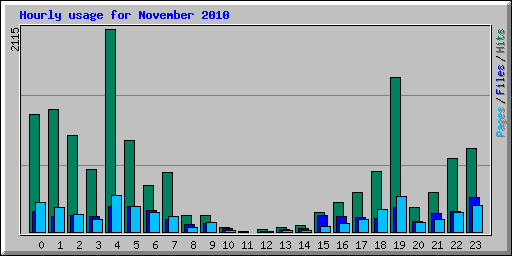 Hourly usage for November 2010
2115
Pages/Files/Hits
0 1 2 3 4 5 6 7 8 9 10 11 12 13 14 15 16 17 18 19 20 21 22 23